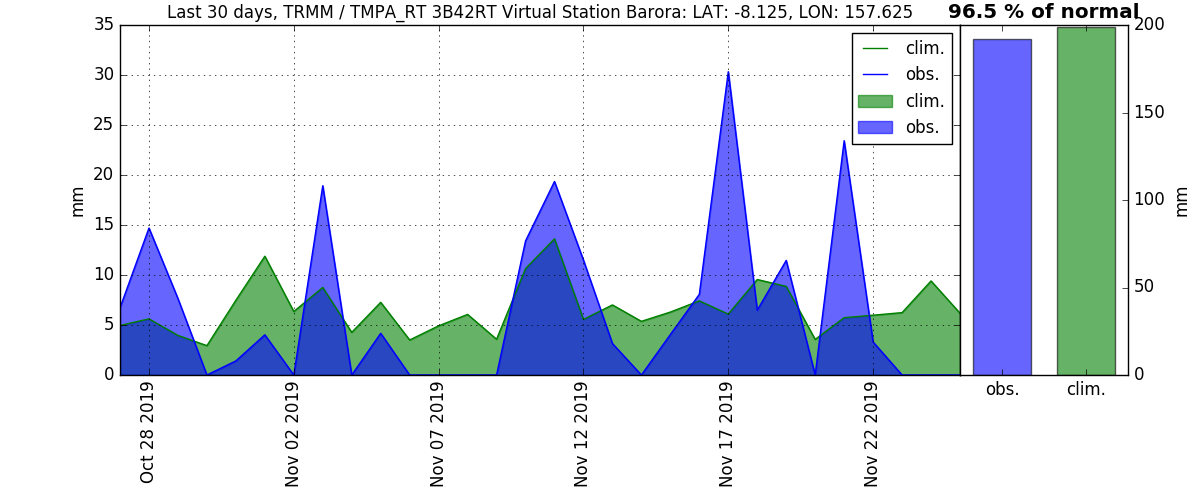 Last 30 days, TRMM / TMPA_RT 3B42RT Virtual Station Barora: LAT: -8.125, LON: 157.625
96.5 % of normal
35
30
25
20
15
10
5
0
mm
clim.
obs.
clim.
obs.
200
150
100
50
0
mm
obs.
clim.
Oct 28 2019
Nov 02 2019
Nov 07 2019
Nov 12 2019
Nov 17 2019
Nov 22 2019